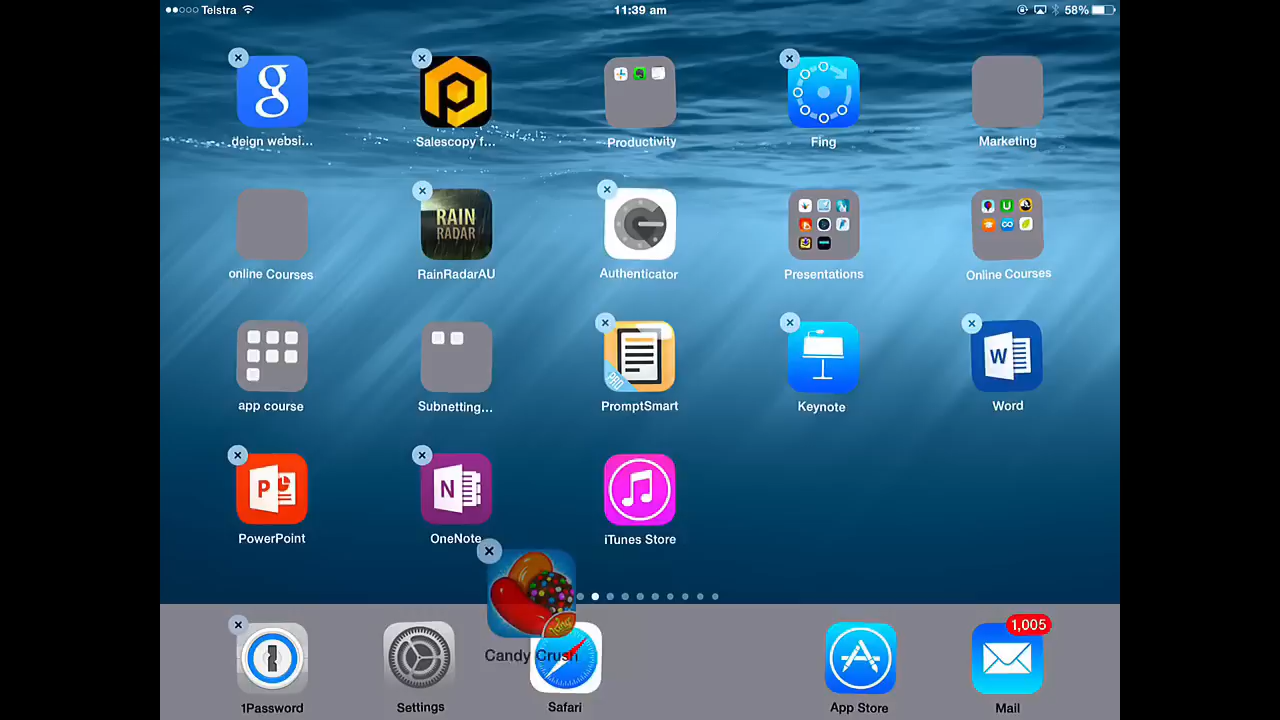 Telstra
11:39 am
58%
g
deign websi...
Salescopy f...
Productivity
Fing
Marketing
online Courses
RAIN
RADAR
RainRadarAU
Authenticator
Presentations
Online Courses
app course
Subnetting...
PRO
PromptSmart
Keynote
W
Word
P
PowerPoint
N
OneNote
iTunes Store
King
Candy Crush
1Password
Settings
Safari
App Store
1,005
Mail